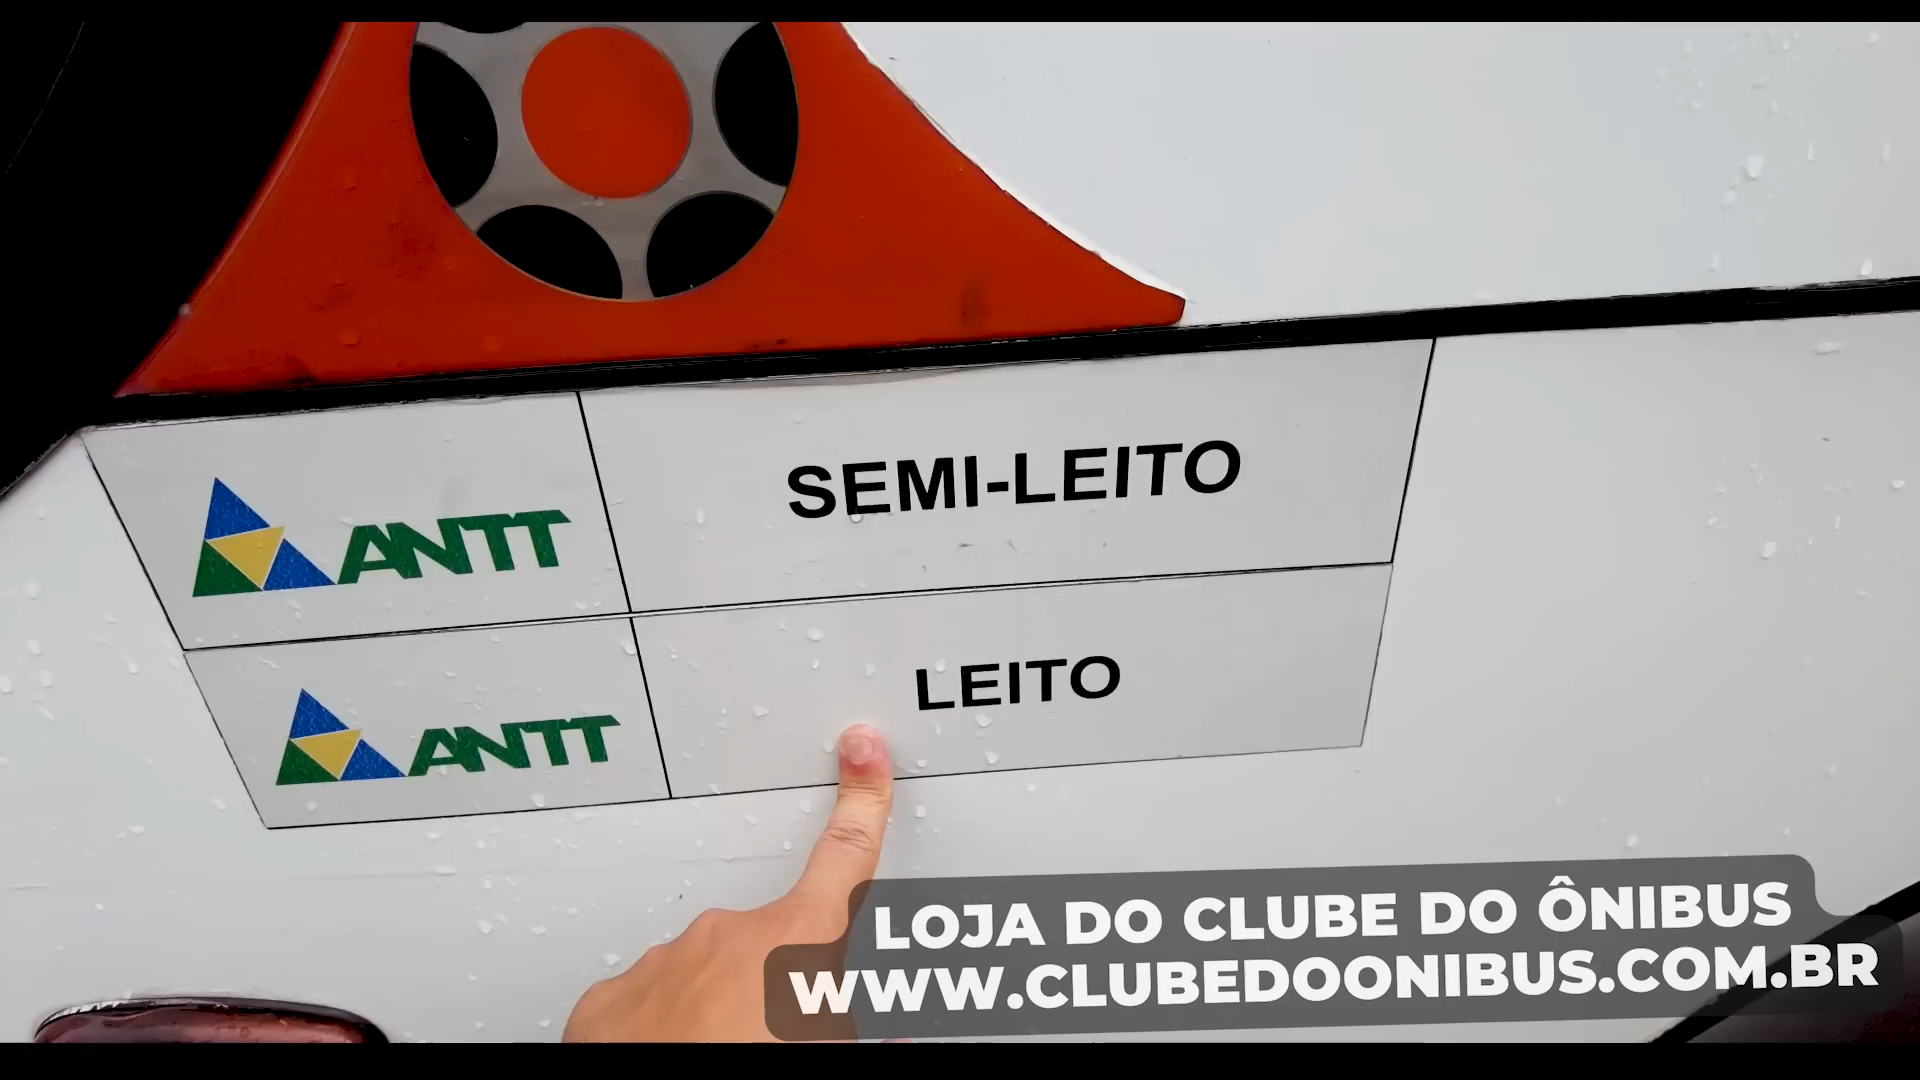 ANTT SEMI-LEITO
ANTT LEITO
LOJA DO CLUBE DO ÔNIBUS
WWW.CLUBEDOONIBUS.COM.BR